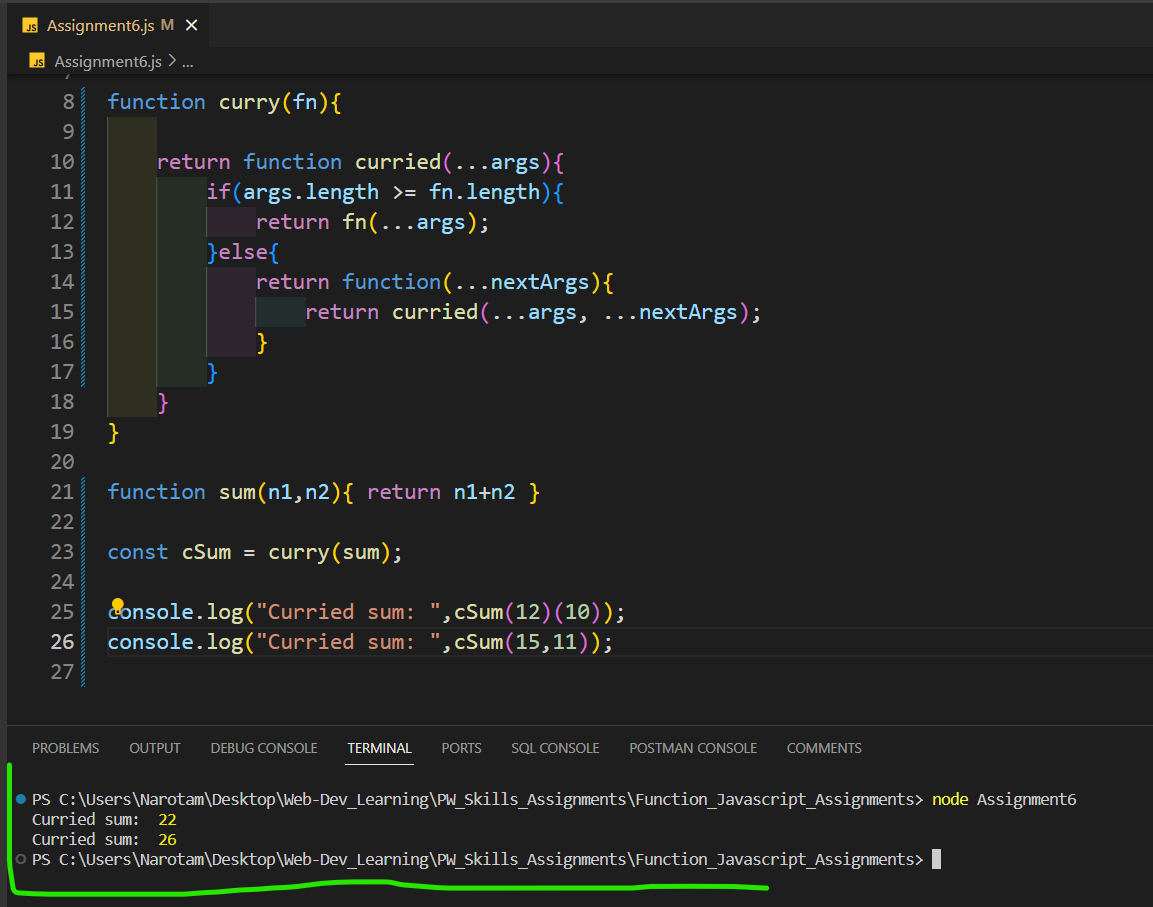 JS Assignment6.js M ×
JS Assignment6.js > ...
7
8 function curry(fn){
9
10 return function curried(...args){
11 if(args.length >= fn.length){
12 return fn(...args);
13 }else{
14 return function(...nextArgs){
15 return curried(...args, ...nextArgs);
16 }
17 }
18 }
19 }
20
21 function sum(n1,n2){ return n1+n2 }
22
23 const cSum = curry(sum);
24
25 console.log("Curried sum: ",cSum(12)(10));
26 console.log("Curried sum: ",cSum(15,11));
27
PROBLEMS OUTPUT DEBUG CONSOLE TERMINAL PORTS SQL CONSOLE POSTMAN CONSOLE COMMENTS
PS C:\Users\Narotam\Desktop\Web-Dev_Learning\PW_Skills_Assignments\Function_Javascript_Assignments> node Assignment6
Curried sum:  22
Curried sum:  26
PS C:\Users\Narotam\Desktop\Web-Dev_Learning\PW_Skills_Assignments\Function_Javascript_Assignments>